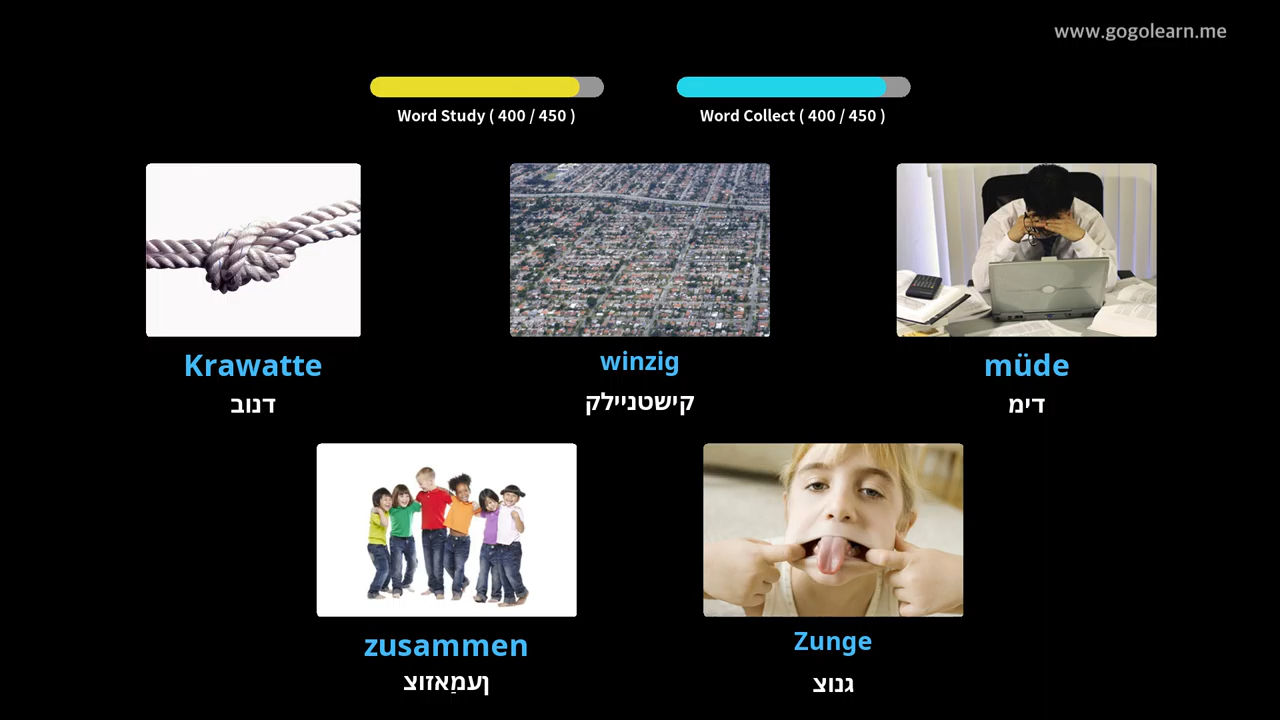 www.gogolearn.me
Word Study ( 400 / 450 )
Word Collect ( 400 / 450 )
Krawatte
דנוב
winzig
קישטניילק
müde
דימ
zusammen
ןעמַאזוצ
Zunge
גנוצ